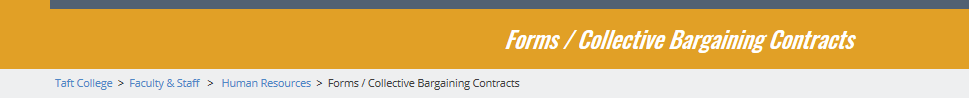 Forms / Collective Bargaining Contracts
Taft College > Faculty & Staff > Human Resources > Forms / Collective Bargaining Contracts